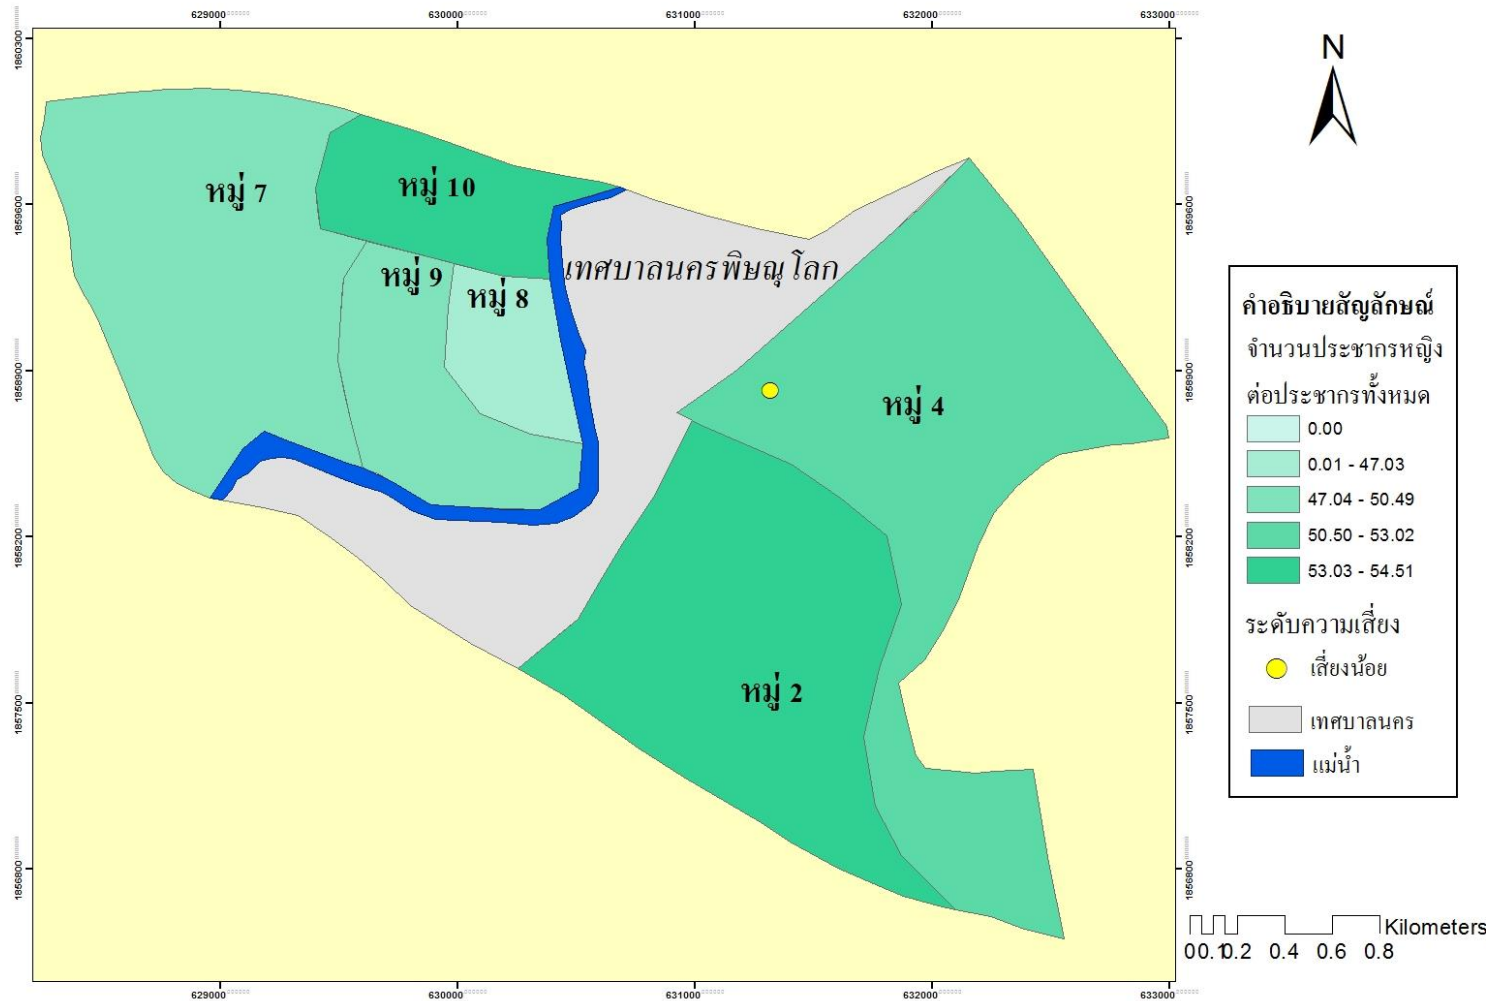 629000 630000 631000 632000 633000
1860300
N
หมู่ 7
หมู่ 10
1859600 1859600
หมู่ 9
หมู่ 8
เทศบาลนครพิษณุโลก
1858900 1858900
หมู่ 4
1858200 1858200
หมู่ 2
1857500 1857500
1856800 1856800
629000 630000 631000 632000 633000
คำอธิบายสัญลักษณ์
จำนวนประชากรหญิง
ต่อประชากรทั้งหมด
0.00
0.01 - 47.03
47.04 - 50.49
50.50 - 53.02
53.03 - 54.51
ระดับความเสี่ยง
เสี่ยงน้อย
เทศบาลนคร
แม่น้ำ
Kilometers
0 0.1 0.2 0.4 0.6 0.8